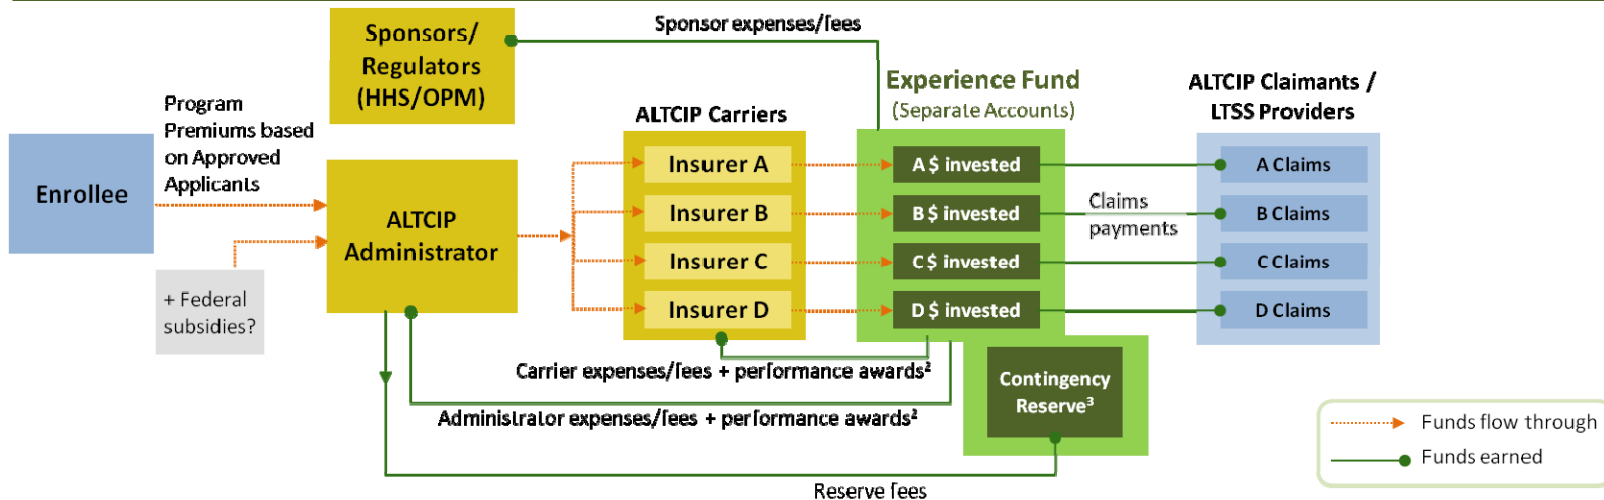 Sponsor expenses/fees
Sponsors/
Regulators
(HHS/OPM)
Experience Fund
(Separate Accounts)
ALTCIP Claimants /
LTSS Providers
ALTCIP Carriers
Program
Premiums based
on Approved
Applicants
Enrollee
ALTCIP
Administrator
+ Federal
subsidies?
Insurer A
Insurer B
Insurer C
Insurer D
A $ invested
B $ invested
C $ invested
D $ invested
Claims
payments
A Claims
B Claims
C Claims
D Claims
Carrier expenses/fees + performance awards²
Administrator expenses/fees + performance awards²
Contingency
Reserve³
Reserve fees
Funds flow through
Funds earned